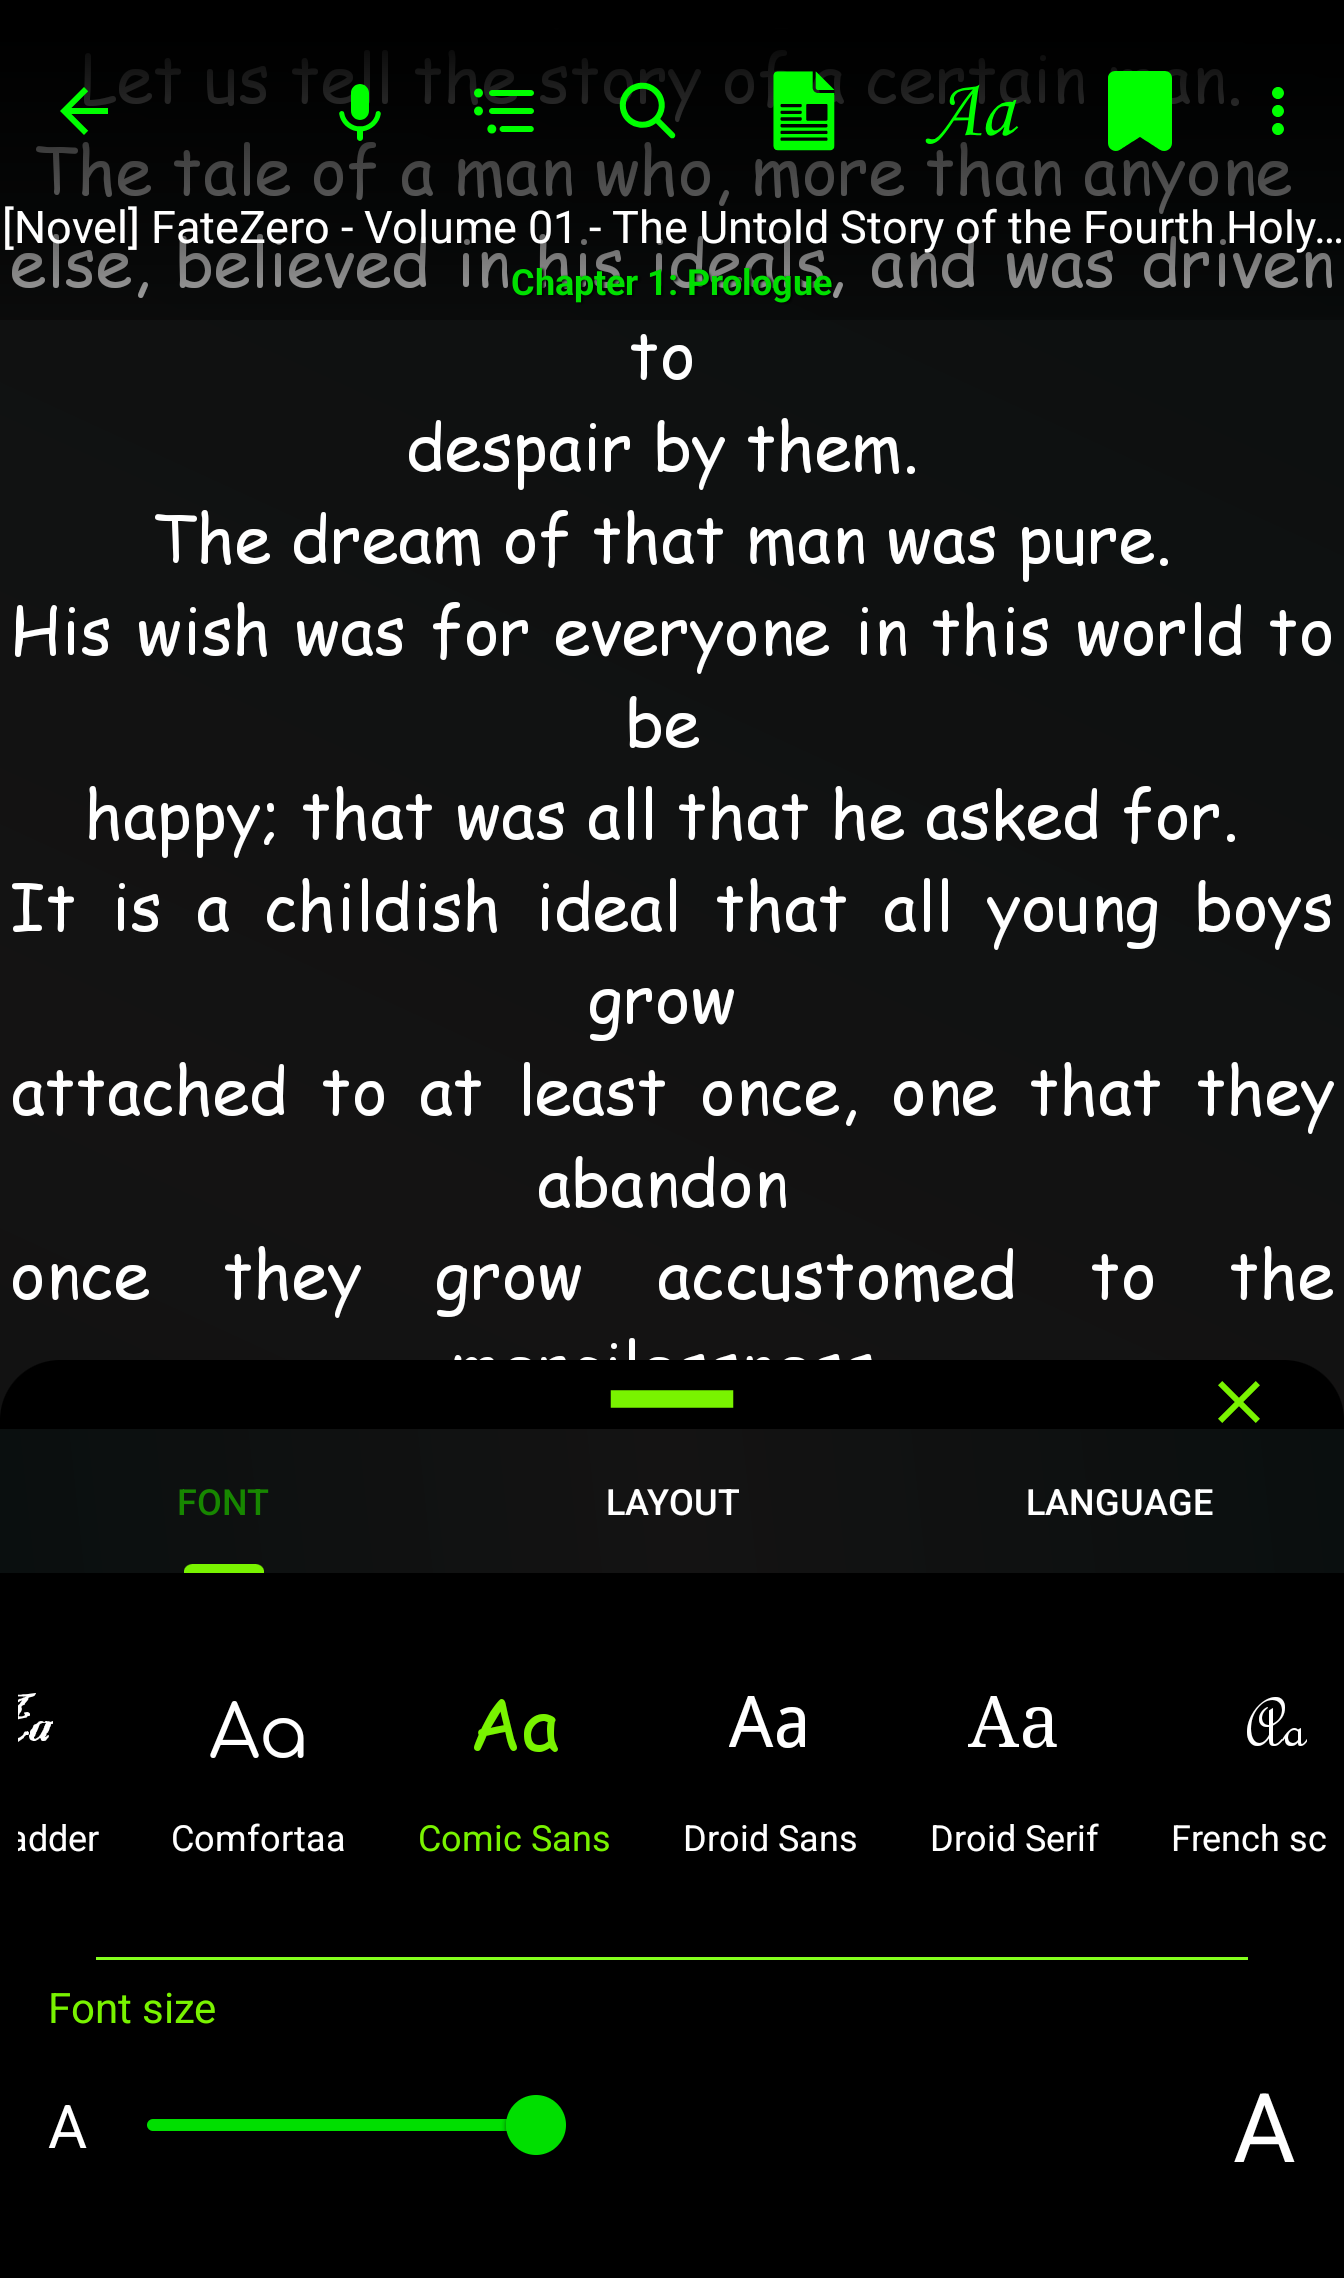 Let us tell the story of a certain man.
Aa
The tale of a man who, more than anyone
[Novel] FateZero - Volume 01 - The Untold Story of the Fourth Holy…
else, believed in his ideals, and was driven
Chapter 1: Prologue
to
despair by them.
The dream of that man was pure.
His wish was for everyone in this world to
be
happy; that was all that he asked for.
It is a childish ideal that all young boys
grow
attached to at least once, one that they
abandon
once they grow accustomed to the
mercilessness
FONT LAYOUT LANGUAGE
Aa Aa Aa Aa Aa
adder Comfortaa Comic Sans Droid Sans Droid Serif French sc
Font size
A A